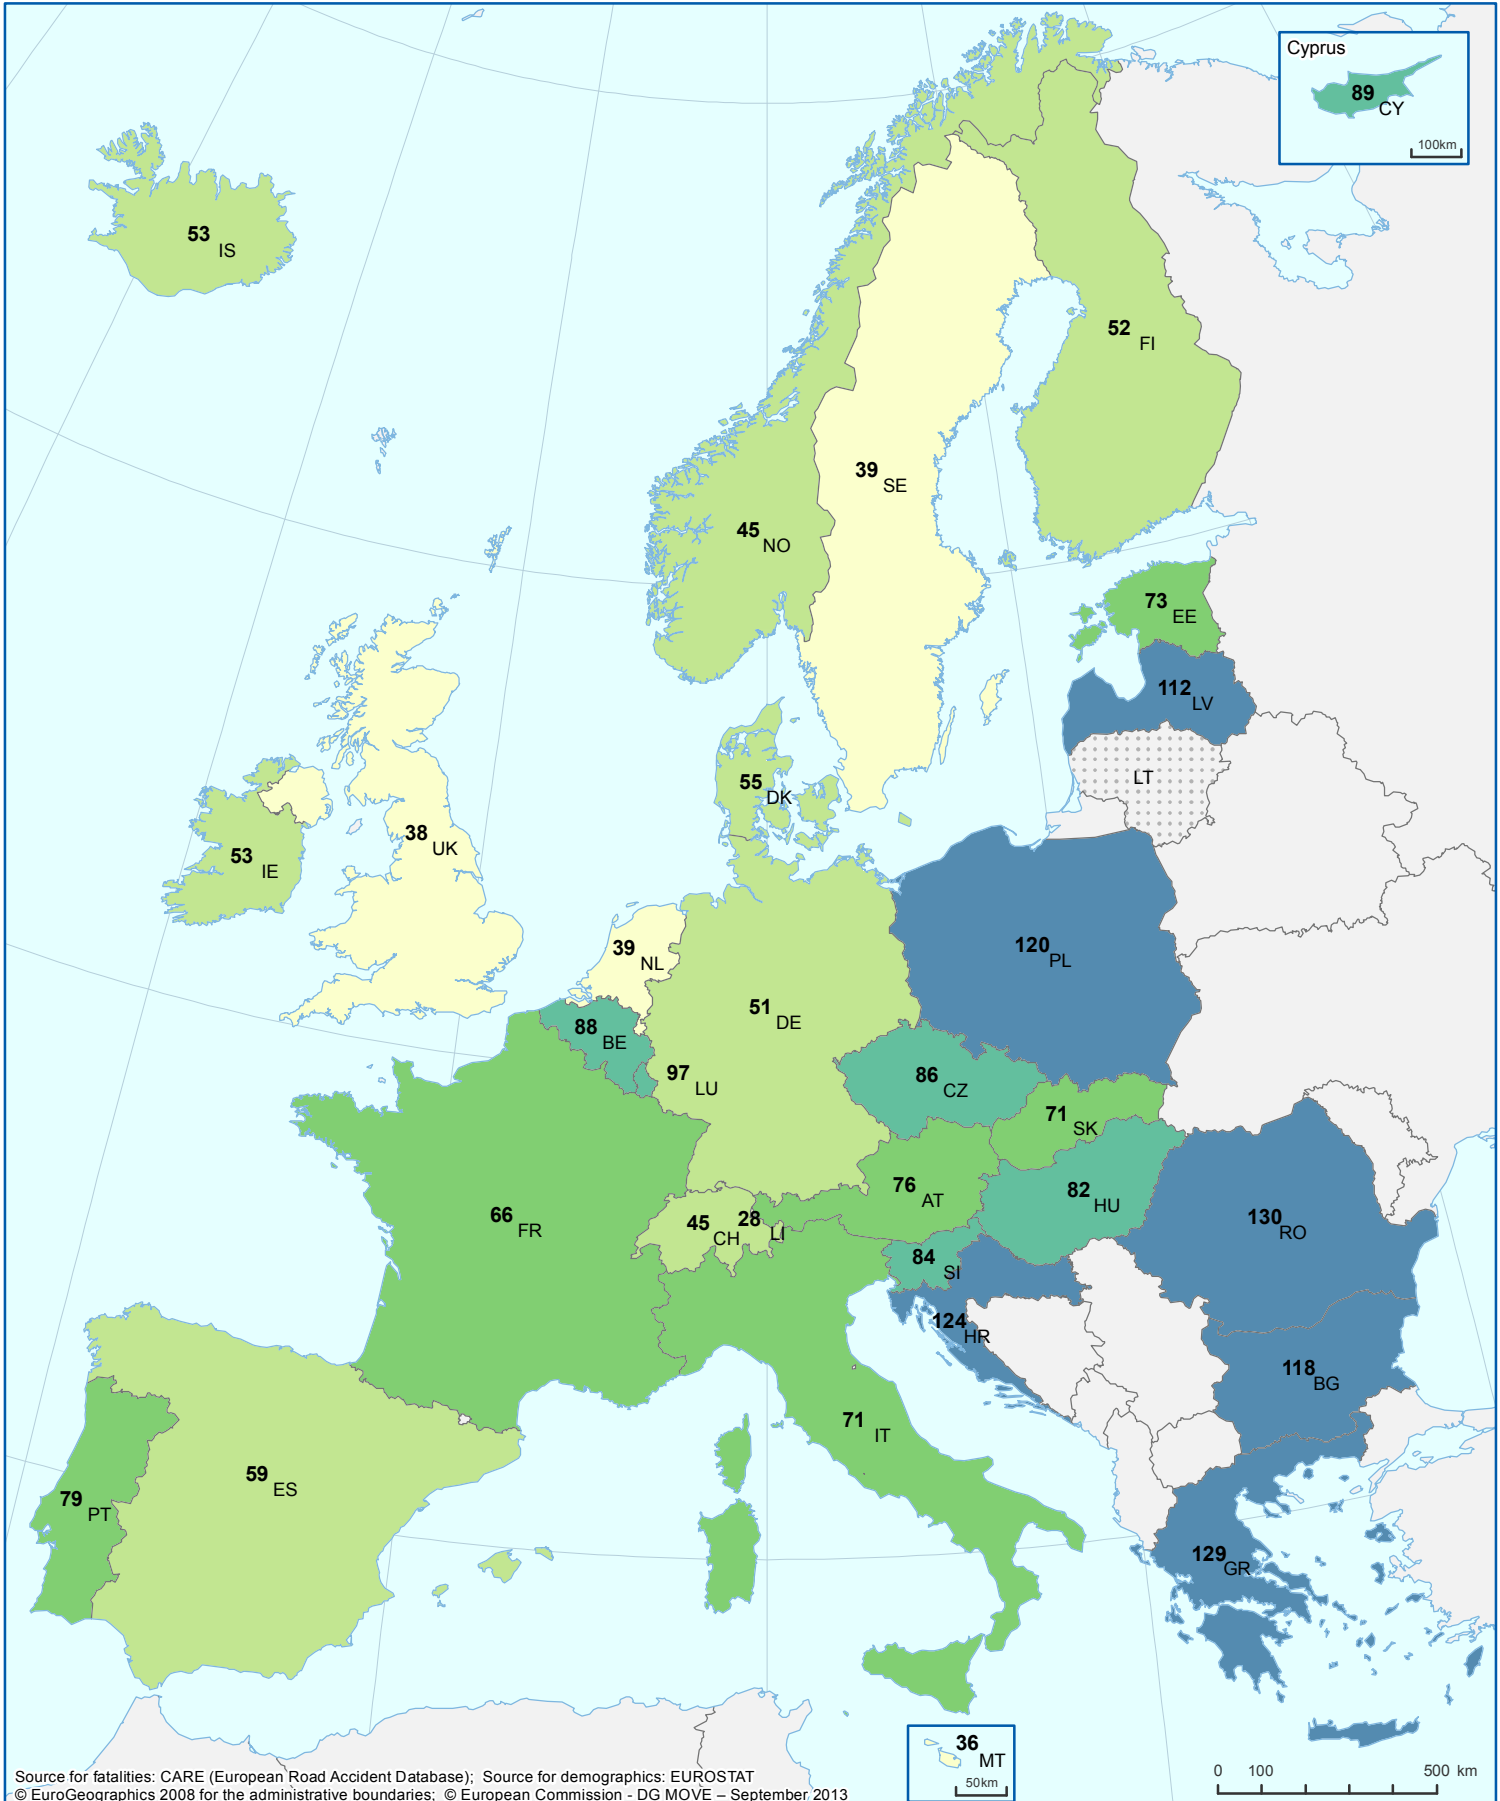 Cyprus
89 CY
100km
53 IS
52 FI
39 SE
45 NO
73 EE
112 LV
LT
55 DK
38 UK
53 IE
120 PL
39 NL
51 DE
88 BE
97 LU
86 CZ
71 SK
76 AT
82 HU
66 FR
45 CH
28 LI
130 RO
84 SI
124 HR
118 BG
71 IT
59 ES
79 PT
129 GR
36 MT
50km
0 100 500 km
Source for fatalities: CARE (European Road Accident Database); Source for demographics: EUROSTAT
© EuroGeographics 2008 for the administrative boundaries; © European Commission - DG MOVE – September 2013